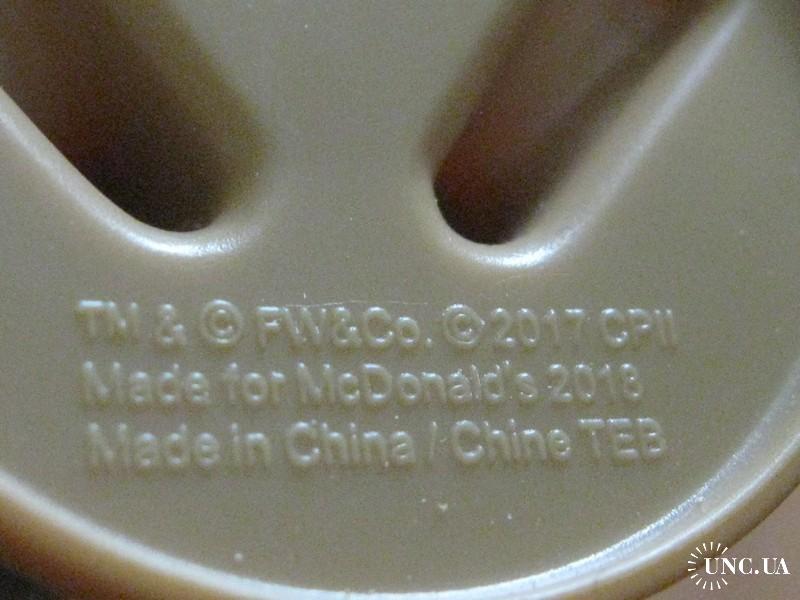 TM & © FW&Co. © 2017 CPII
Made for McDonald's 2018
Made in China / Chine TEB
UNC.UA